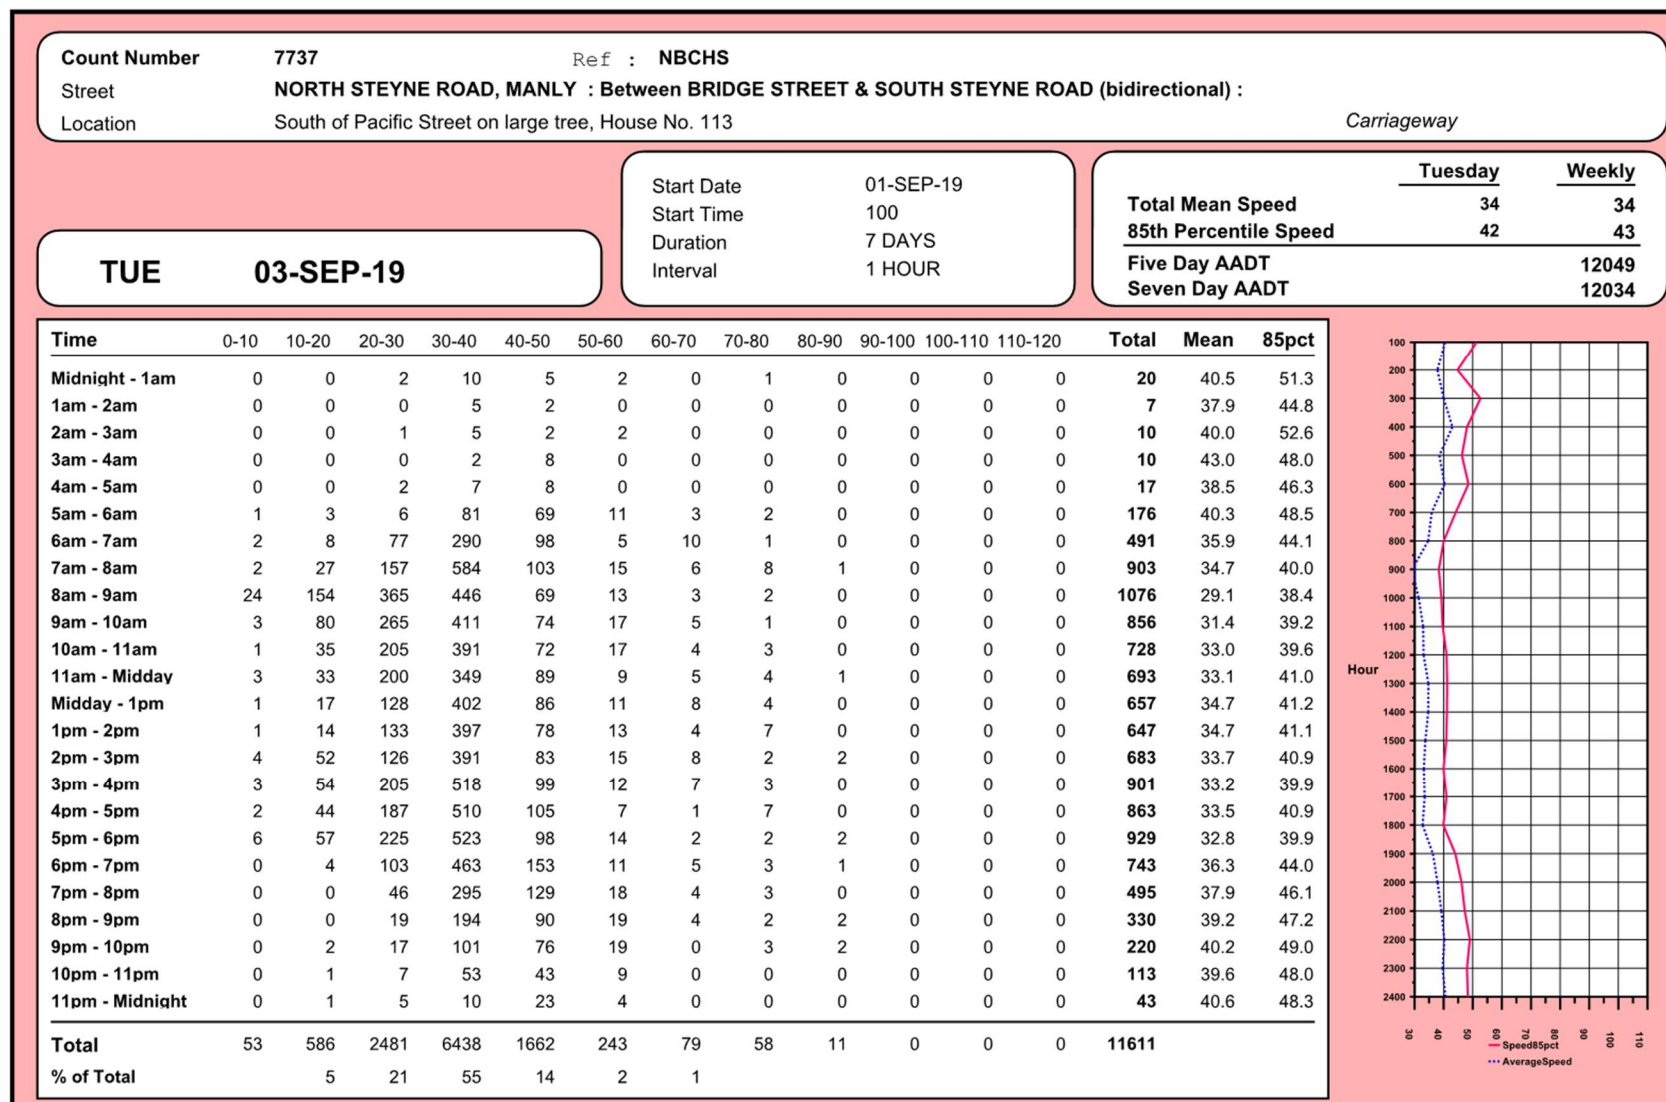 Count Number 7737 Ref : NBCHS
Street NORTH STEYNE ROAD, MANLY : Between BRIDGE STREET & SOUTH STEYNE ROAD (bidirectional) :
Location South of Pacific Street on large tree, House No. 113 Carriageway
TUE 03-SEP-19
Start Date 01-SEP-19
Start Time 100
Duration 7 DAYS
Interval 1 HOUR
Tuesday Weekly
Total Mean Speed 34 34
85th Percentile Speed 42 43
Five Day AADT 12049
Seven Day AADT 12034
Time 0-10 10-20 20-30 30-40 40-50 50-60 60-70 70-80 80-90 90-100 100-110 110-120 Total Mean 85pct
Midnight - 1am 0 0 2 10 5 2 0 1 0 0 0 0 20 40.5 51.3
1am - 2am 0 0 0 5 2 0 0 0 0 0 0 0 7 37.9 44.8
2am - 3am 0 0 1 5 2 2 0 0 0 0 0 0 10 40.0 52.6
3am - 4am 0 0 0 2 8 0 0 0 0 0 0 0 10 43.0 48.0
4am - 5am 0 0 2 7 8 0 0 0 0 0 0 0 17 38.5 46.3
5am - 6am 1 3 6 81 69 11 3 2 0 0 0 0 176 40.3 48.5
6am - 7am 2 8 77 290 98 5 10 1 0 0 0 0 491 35.9 44.1
7am - 8am 2 27 157 584 103 15 6 8 1 0 0 0 903 34.7 40.0
8am - 9am 24 154 365 446 69 13 3 2 0 0 0 0 1076 29.1 38.4
9am - 10am 3 80 265 411 74 17 5 1 0 0 0 0 856 31.4 39.2
10am - 11am 1 35 205 391 72 17 4 3 0 0 0 0 728 33.0 39.6
11am - Midday 3 33 200 349 89 9 5 4 1 0 0 0 693 33.1 41.0
Midday - 1pm 1 17 128 402 86 11 8 4 0 0 0 0 657 34.7 41.2
1pm - 2pm 1 14 133 397 78 13 4 7 0 0 0 0 647 34.7 41.1
2pm - 3pm 4 52 126 391 83 15 8 2 2 0 0 0 683 33.7 40.9
3pm - 4pm 3 54 205 518 99 12 7 3 0 0 0 0 901 33.2 39.9
4pm - 5pm 2 44 187 510 105 7 1 7 0 0 0 0 863 33.5 40.9
5pm - 6pm 6 57 225 523 98 14 2 2 2 0 0 0 929 32.8 39.9
6pm - 7pm 0 4 103 463 153 11 5 3 1 0 0 0 743 36.3 44.0
7pm - 8pm 0 0 46 295 129 18 4 3 0 0 0 0 495 37.9 46.1
8pm - 9pm 0 0 19 194 90 19 4 2 2 0 0 0 330 39.2 47.2
9pm - 10pm 0 2 17 101 76 19 0 3 2 0 0 0 220 40.2 49.0
10pm - 11pm 0 1 7 53 43 9 0 0 0 0 0 0 113 39.6 48.0
11pm - Midnight 0 1 5 10 23 4 0 0 0 0 0 0 43 40.6 48.3
Total 53 586 2481 6438 1662 243 79 58 11 0 0 0 11611
% of Total 5 21 55 14 2 1
100
200
300
400
500
600
700
800
900
1000
1100
1200
Hour
1300
1400
1500
1600
1700
1800
1900
2000
2100
2200
2300
2400
30 40 50 60 70 80 90 100 110
Speed85pct
AverageSpeed